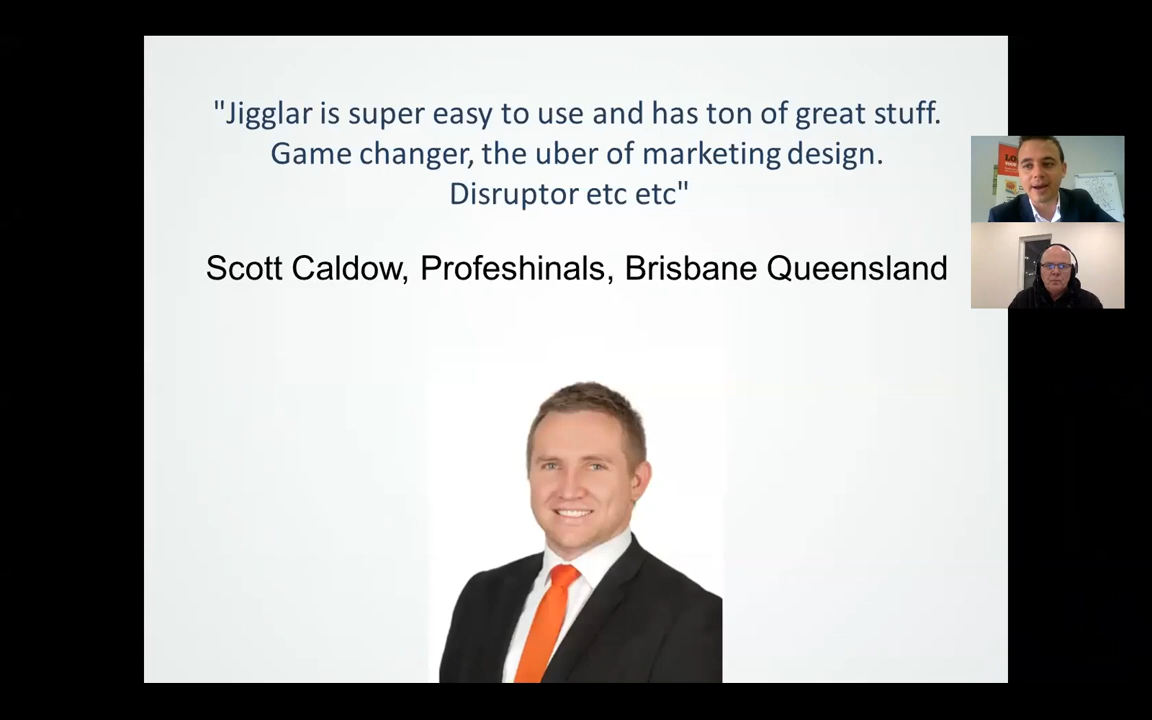 "Jigglar is super easy to use and has ton of great stuff.
Game changer, the uber of marketing design.
Disruptor etc etc"
Scott Caldow, Profeshinals, Brisbane Queensland